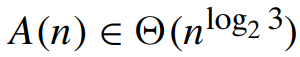 A(n) ∈ Θ(n^{log₂ 3})